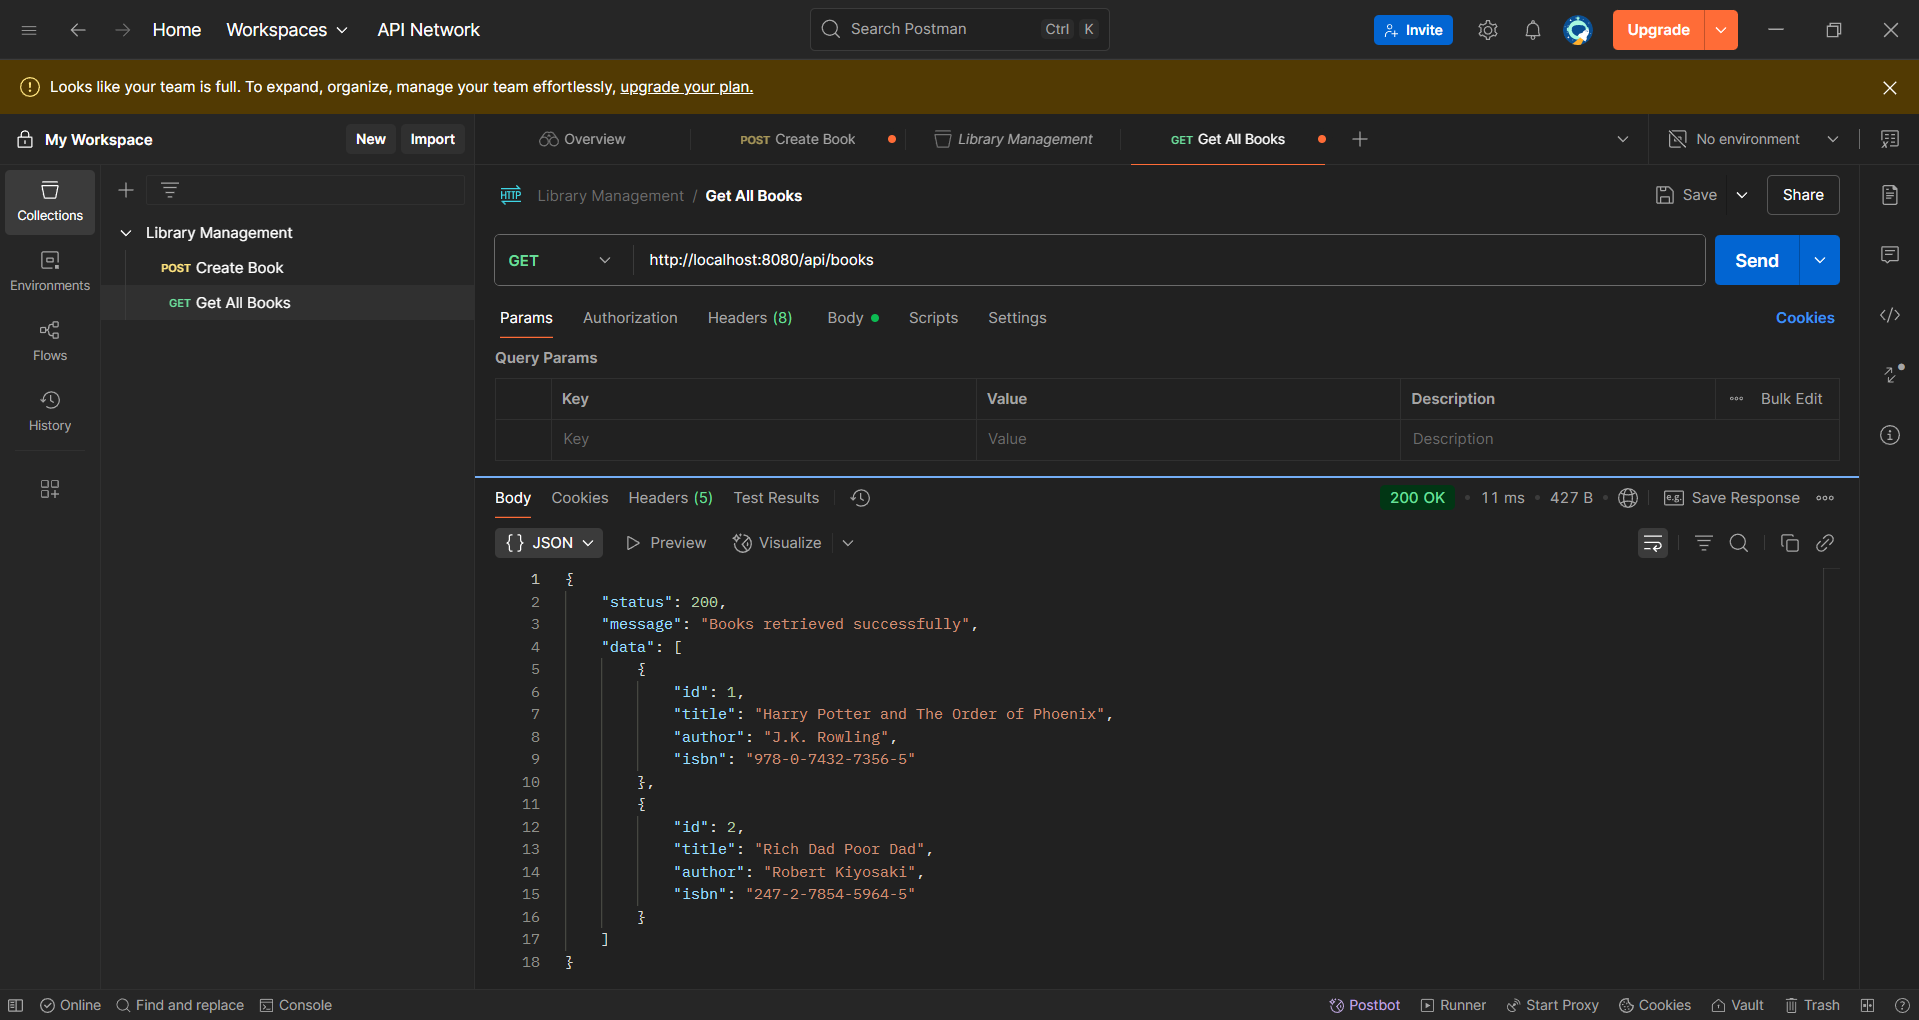 Home Workspaces API Network Search Postman Ctrl K Invite Upgrade
Looks like your team is full. To expand, organize, manage your team effortlessly, upgrade your plan.
My Workspace New Import Overview POST Create Book Library Management GET Get All Books No environment
Collections
Environments
Flows
History
Library Management
POST Create Book
GET Get All Books
HTTP Library Management / Get All Books Save Share
GET http://localhost:8080/api/books Send
Params Authorization Headers (8) Body Scripts Settings Cookies
Query Params
Key Value Description Bulk Edit
Key Value Description
Body Cookies Headers (5) Test Results 200 OK 11 ms 427 B e.g. Save Response
{} JSON Preview Visualize
1 {
2 "status": 200,
3 "message": "Books retrieved successfully",
4 "data": [
5 {
6 "id": 1,
7 "title": "Harry Potter and The Order of Phoenix",
8 "author": "J.K. Rowling",
9 "isbn": "978-0-7432-7356-5"
10 },
11 {
12 "id": 2,
13 "title": "Rich Dad Poor Dad",
14 "author": "Robert Kiyosaki",
15 "isbn": "247-2-7854-5964-5"
16 }
17 ]
18 }
Online Find and replace Console Postbot Runner Start Proxy Cookies Vault Trash